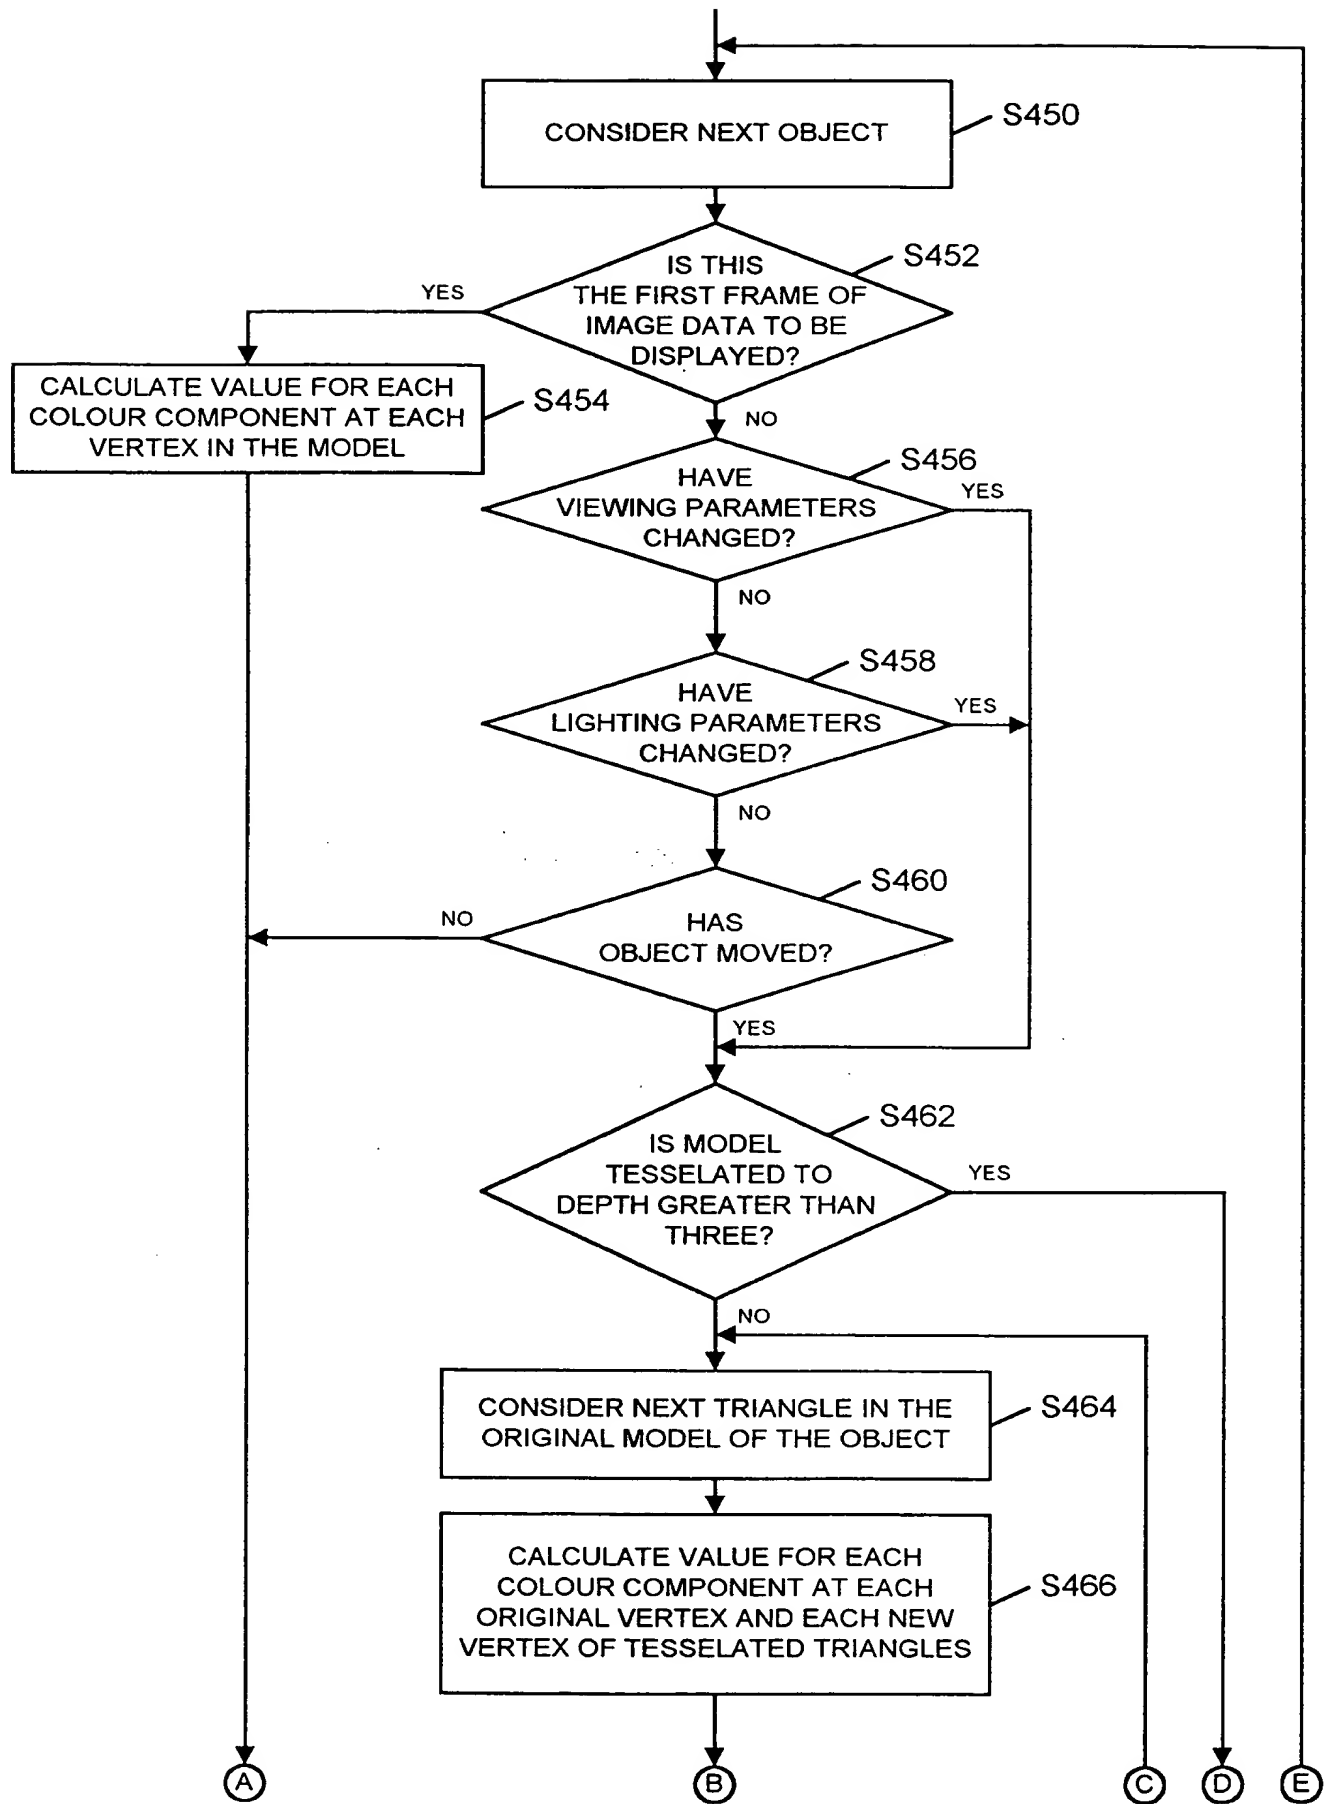 CONSIDER NEXT OBJECT
S450
IS THIS
THE FIRST FRAME OF
IMAGE DATA TO BE
DISPLAYED?
S452
YES
NO
CALCULATE VALUE FOR EACH
COLOUR COMPONENT AT EACH
VERTEX IN THE MODEL
S454
HAVE
VIEWING PARAMETERS
CHANGED?
S456
YES
NO
HAVE
LIGHTING PARAMETERS
CHANGED?
S458
YES
NO
HAS
OBJECT MOVED?
S460
NO
YES
IS MODEL
TESSELATED TO
DEPTH GREATER THAN
THREE?
S462
YES
NO
CONSIDER NEXT TRIANGLE IN THE
ORIGINAL MODEL OF THE OBJECT
S464
CALCULATE VALUE FOR EACH
COLOUR COMPONENT AT EACH
ORIGINAL VERTEX AND EACH NEW
VERTEX OF TESSELATED TRIANGLES
S466
A
B
C
D
E